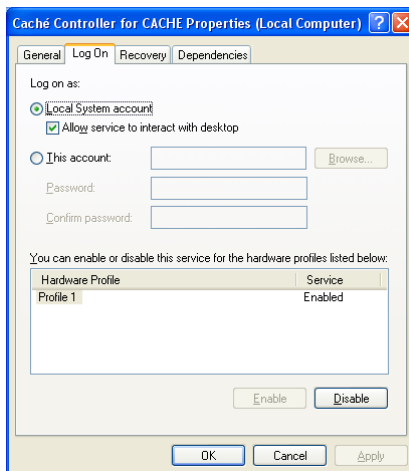 Caché Controller for CACHE Properties (Local Computer)
General Log On Recovery Dependencies
Log on as:
Local System account
Allow service to interact with desktop
This account:
Browse...
Password:
Confirm password:
You can enable or disable this service for the hardware profiles listed below:
Hardware Profile Service
Profile 1 Enabled
Enable Disable
OK Cancel Apply